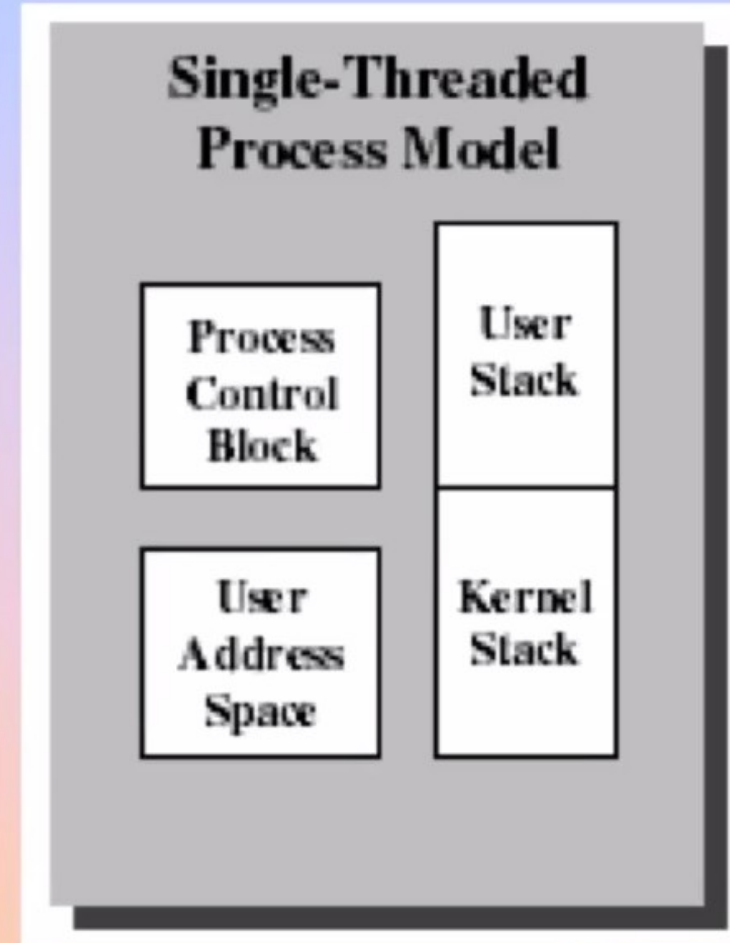 Single-Threaded
Process Model
Process
Control
Block
User
Stack
User
Address
Space
Kernel
Stack